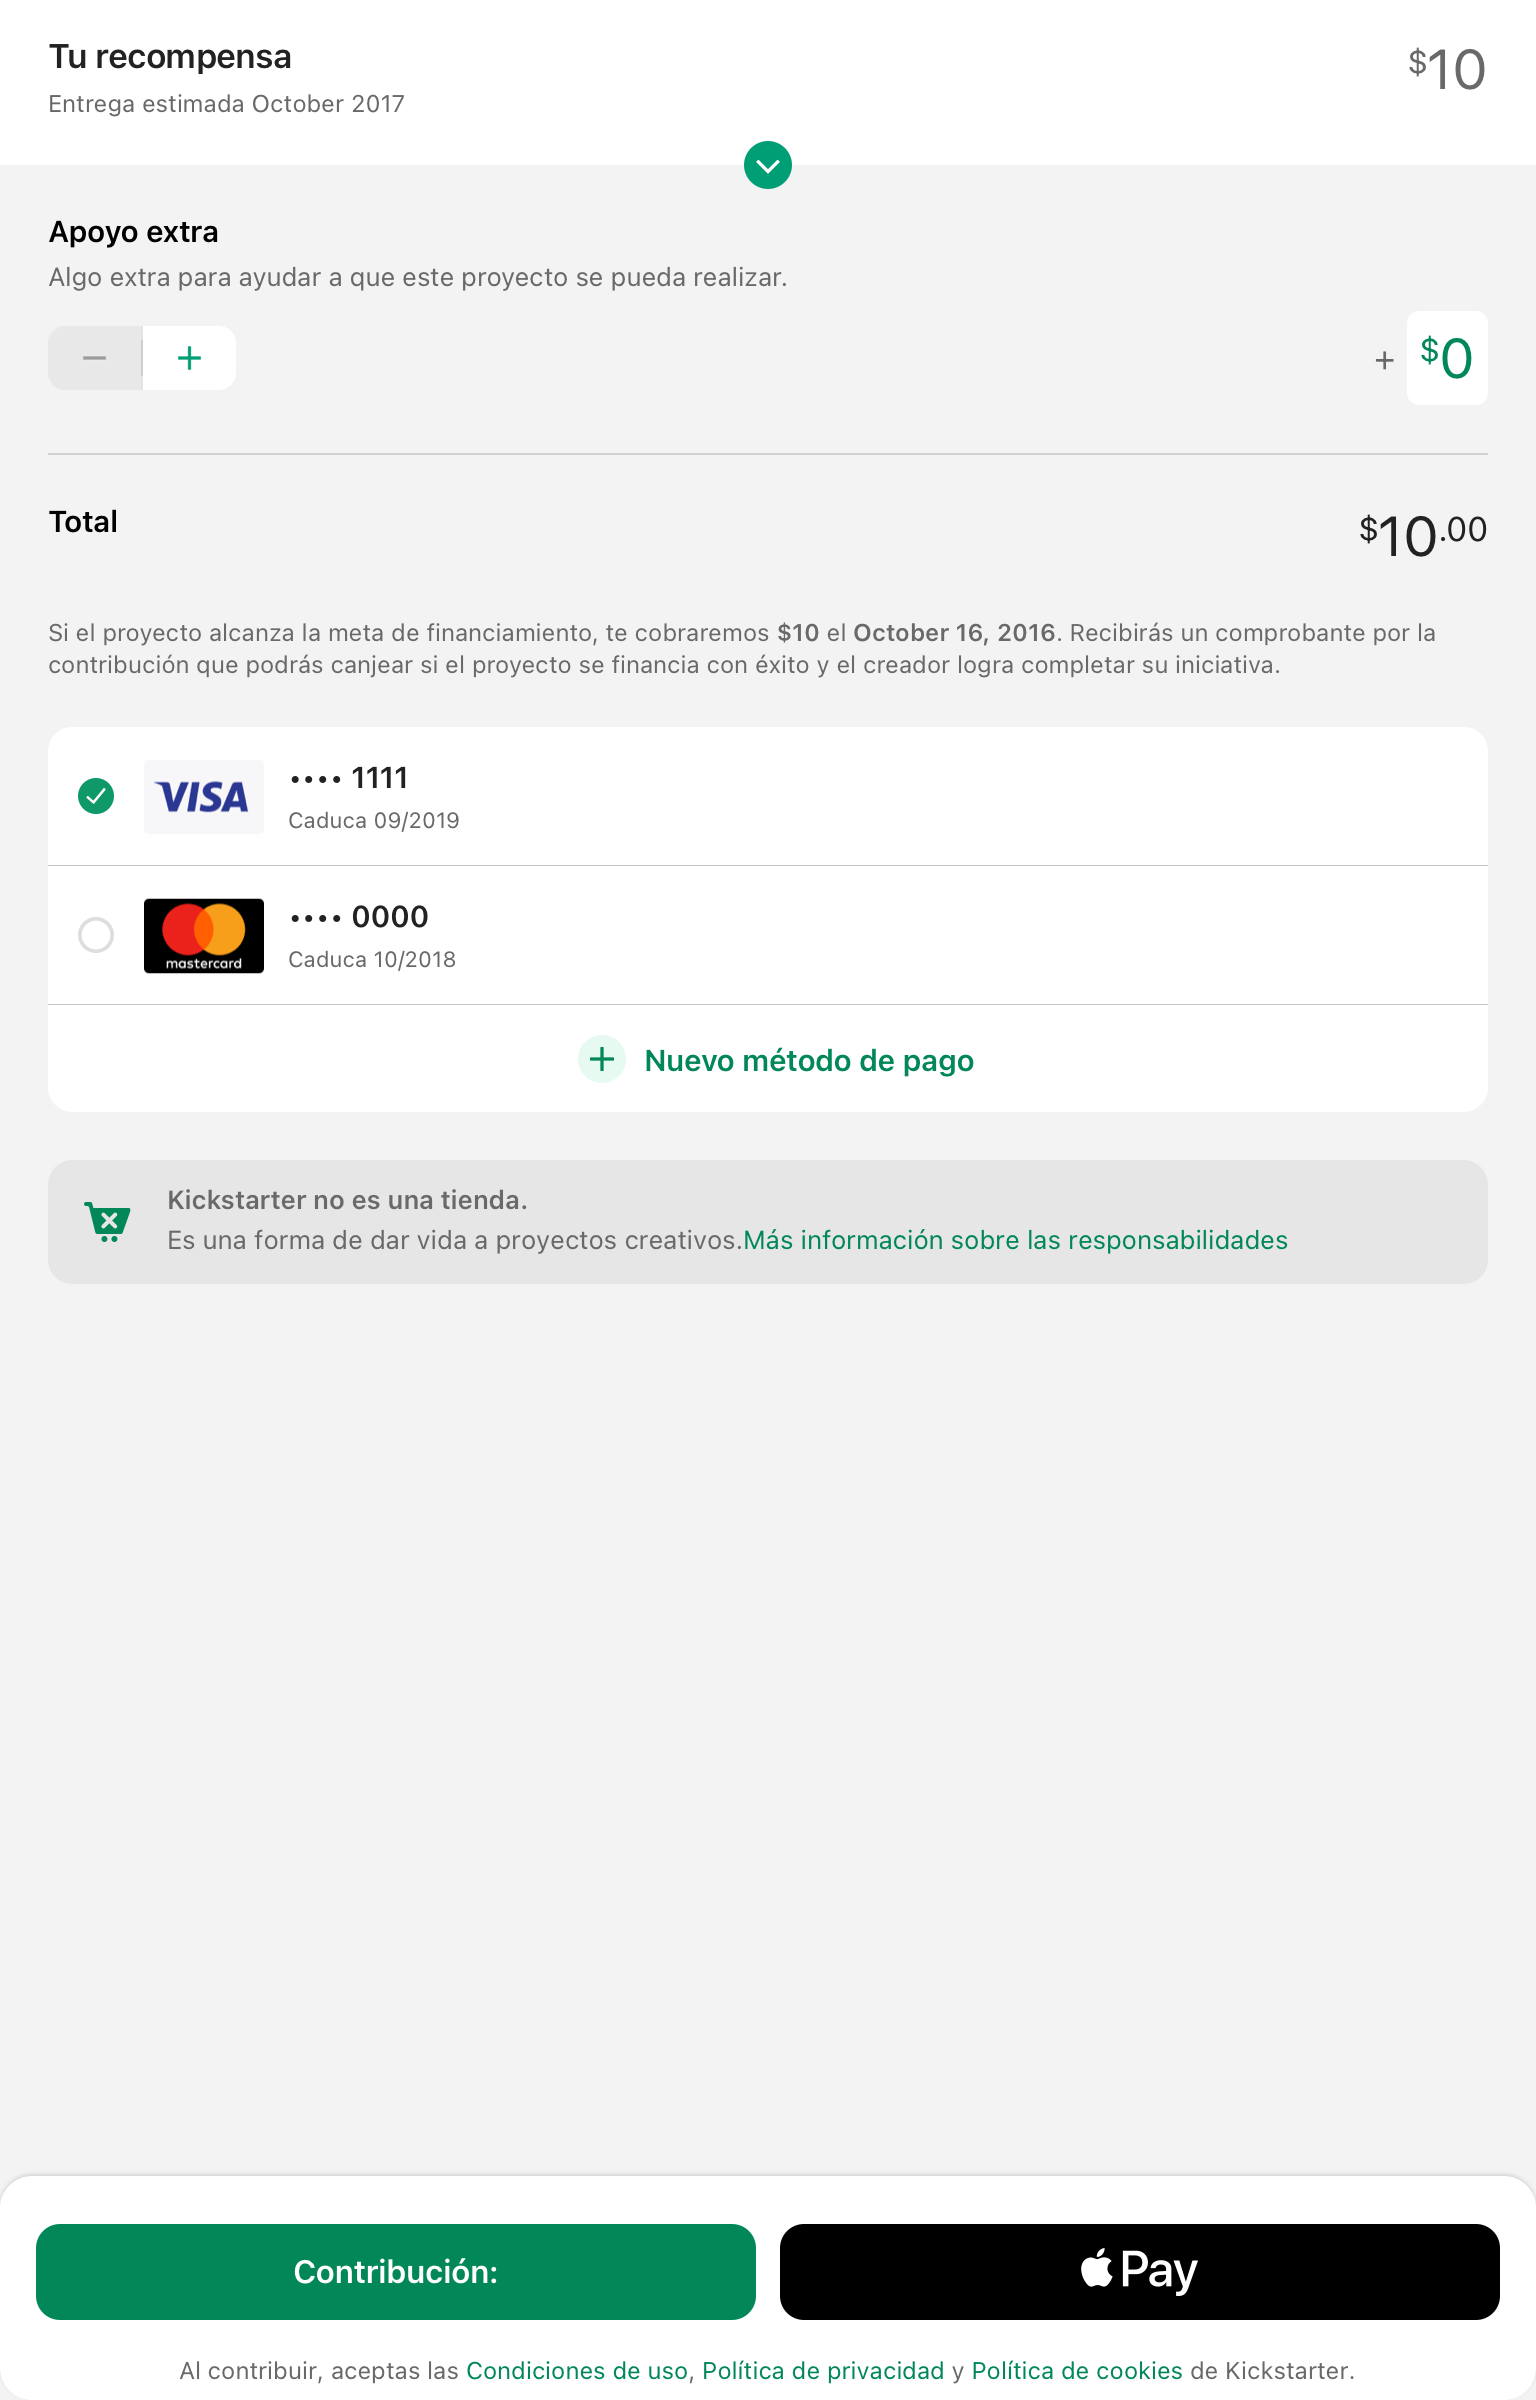 Tu recompensa
$10
Entrega estimada October 2017
Apoyo extra
Algo extra para ayudar a que este proyecto se pueda realizar.
− + + $0
Total
$10.00
Si el proyecto alcanza la meta de financiamiento, te cobraremos $10 el October 16, 2016. Recibirás un comprobante por la
contribución que podrás canjear si el proyecto se financia con éxito y el creador logra completar su iniciativa.
VISA
•••• 1111
Caduca 09/2019
mastercard
•••• 0000
Caduca 10/2018
+ Nuevo método de pago
Kickstarter no es una tienda.
Es una forma de dar vida a proyectos creativos.Más información sobre las responsabilidades
Contribución:
Pay
Al contribuir, aceptas las Condiciones de uso, Política de privacidad y Política de cookies de Kickstarter.